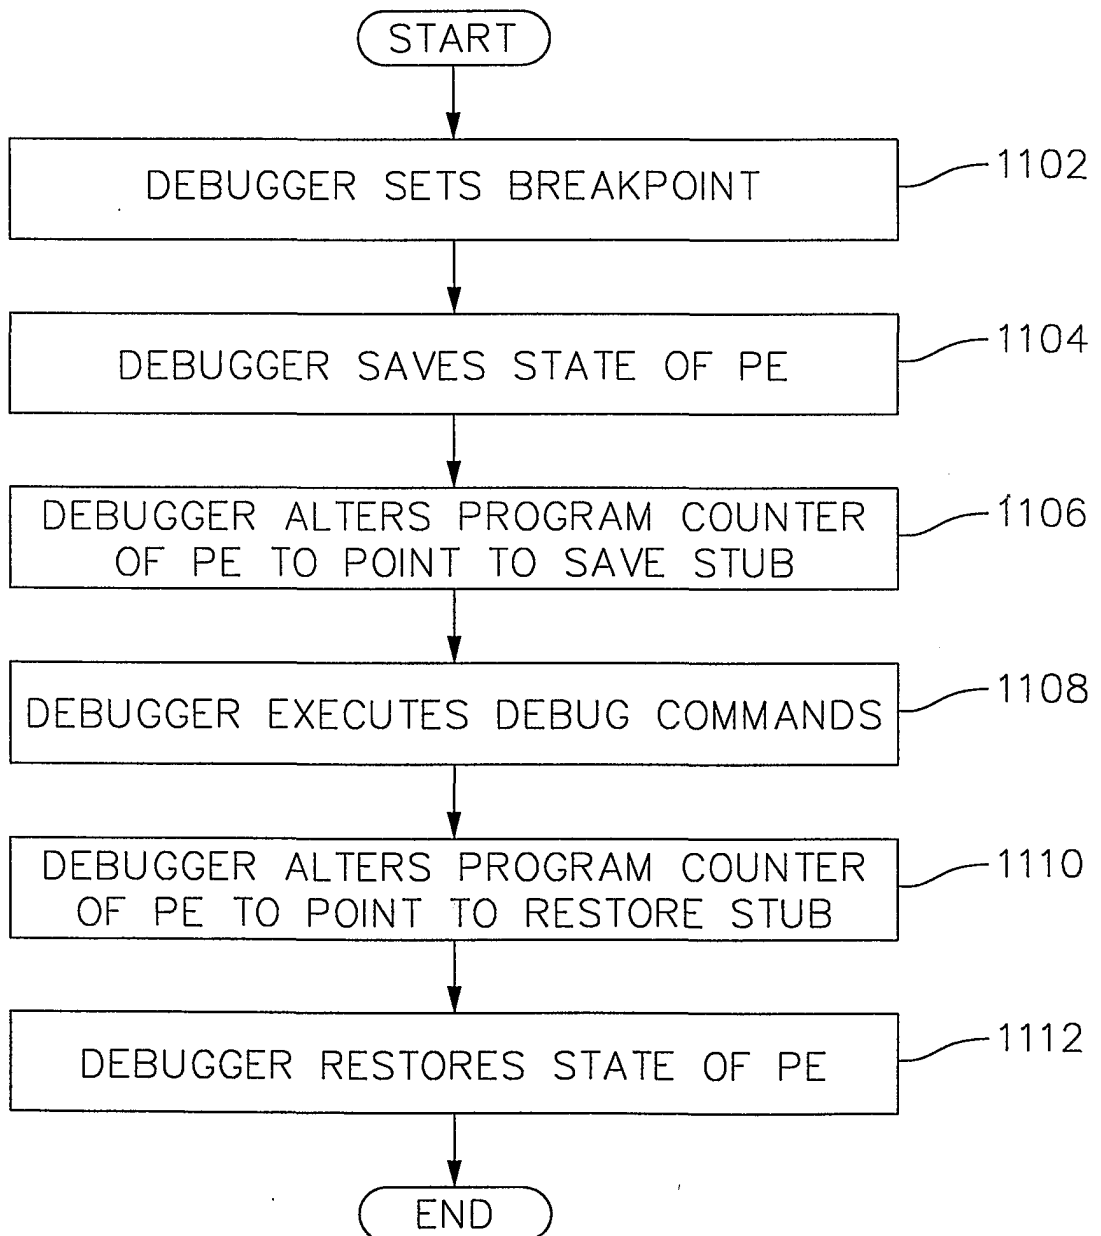 START
DEBUGGER SETS BREAKPOINT
1102
DEBUGGER SAVES STATE OF PE
1104
DEBUGGER ALTERS PROGRAM COUNTER
OF PE TO POINT TO SAVE STUB
1106
DEBUGGER EXECUTES DEBUG COMMANDS
1108
DEBUGGER ALTERS PROGRAM COUNTER
OF PE TO POINT TO RESTORE STUB
1110
DEBUGGER RESTORES STATE OF PE
1112
END